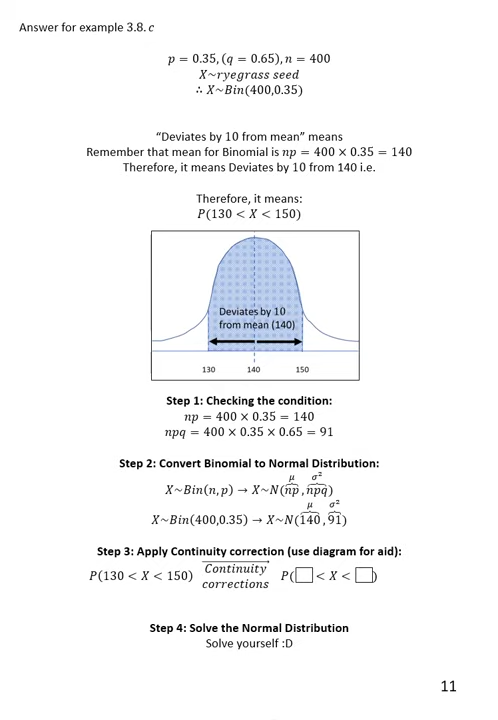 Answer for example 3.8. c
p = 0.35, (q = 0.65), n = 400
X~ryegrass seed
∴ X~Bin(400,0.35)
“Deviates by 10 from mean” means
Remember that mean for Binomial is np = 400 × 0.35 = 140
Therefore, it means Deviates by 10 from 140 i.e.
Therefore, it means:
P(130 < X < 150)
Deviates by 10
from mean (140)
130 140 150
Step 1: Checking the condition:
np = 400 × 0.35 = 140
npq = 400 × 0.35 × 0.65 = 91
Step 2: Convert Binomial to Normal Distribution:
μ σ²
X~Bin(n, p) → X~N(np, npq)
μ σ²
X~Bin(400,0.35) → X~N(140, 91)
Step 3: Apply Continuity correction (use diagram for aid):
P(130 < X < 150) Continuity corrections P(□ < X < □)
Step 4: Solve the Normal Distribution
Solve yourself :D
11